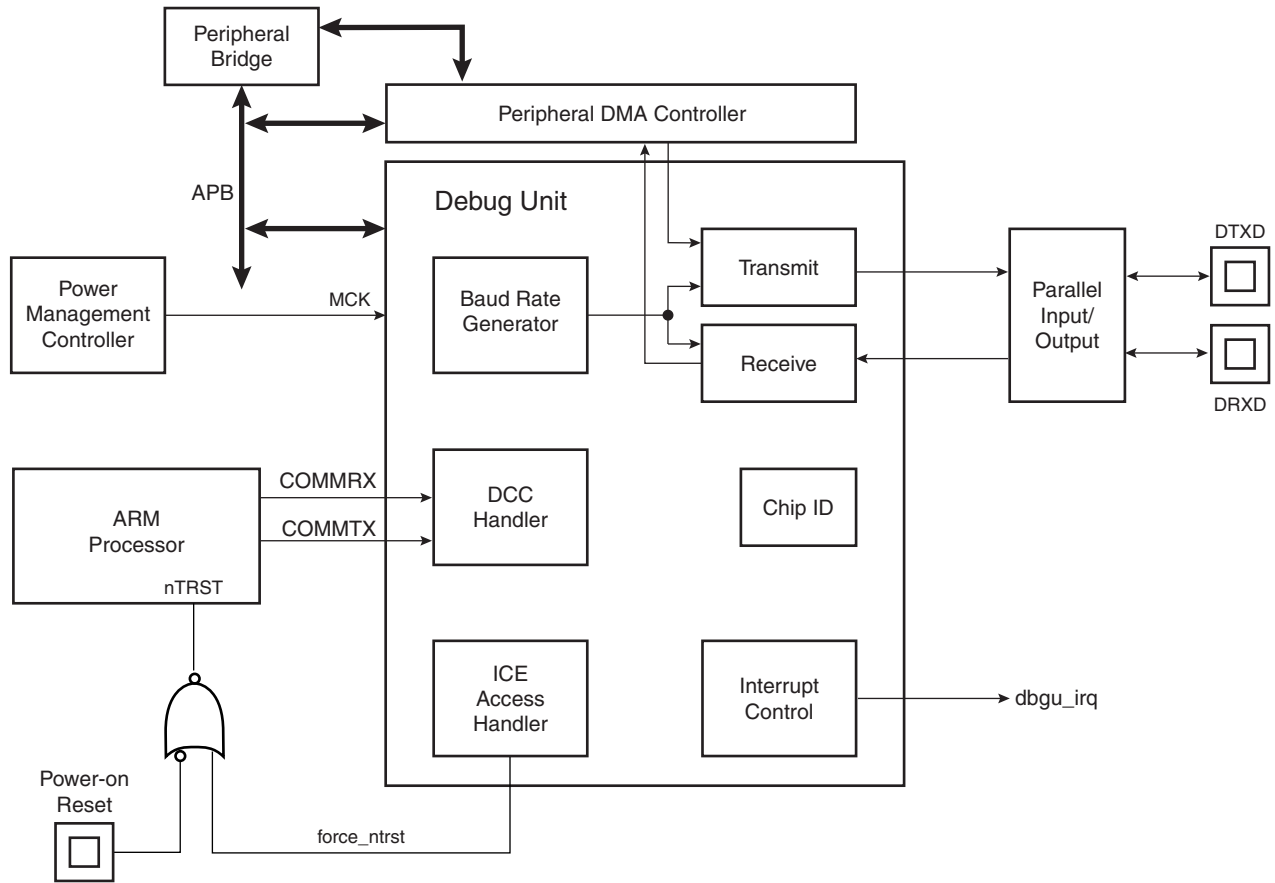 Peripheral
Bridge
Peripheral DMA Controller
APB
Debug Unit
Power
Management
Controller
MCK
Baud Rate
Generator
Transmit
Receive
Parallel
Input/
Output
DTXD
DRXD
ARM
Processor
nTRST
COMMRX
COMMTX
DCC
Handler
Chip ID
ICE
Access
Handler
Interrupt
Control
dbgu_irq
Power-on
Reset
force_ntrst